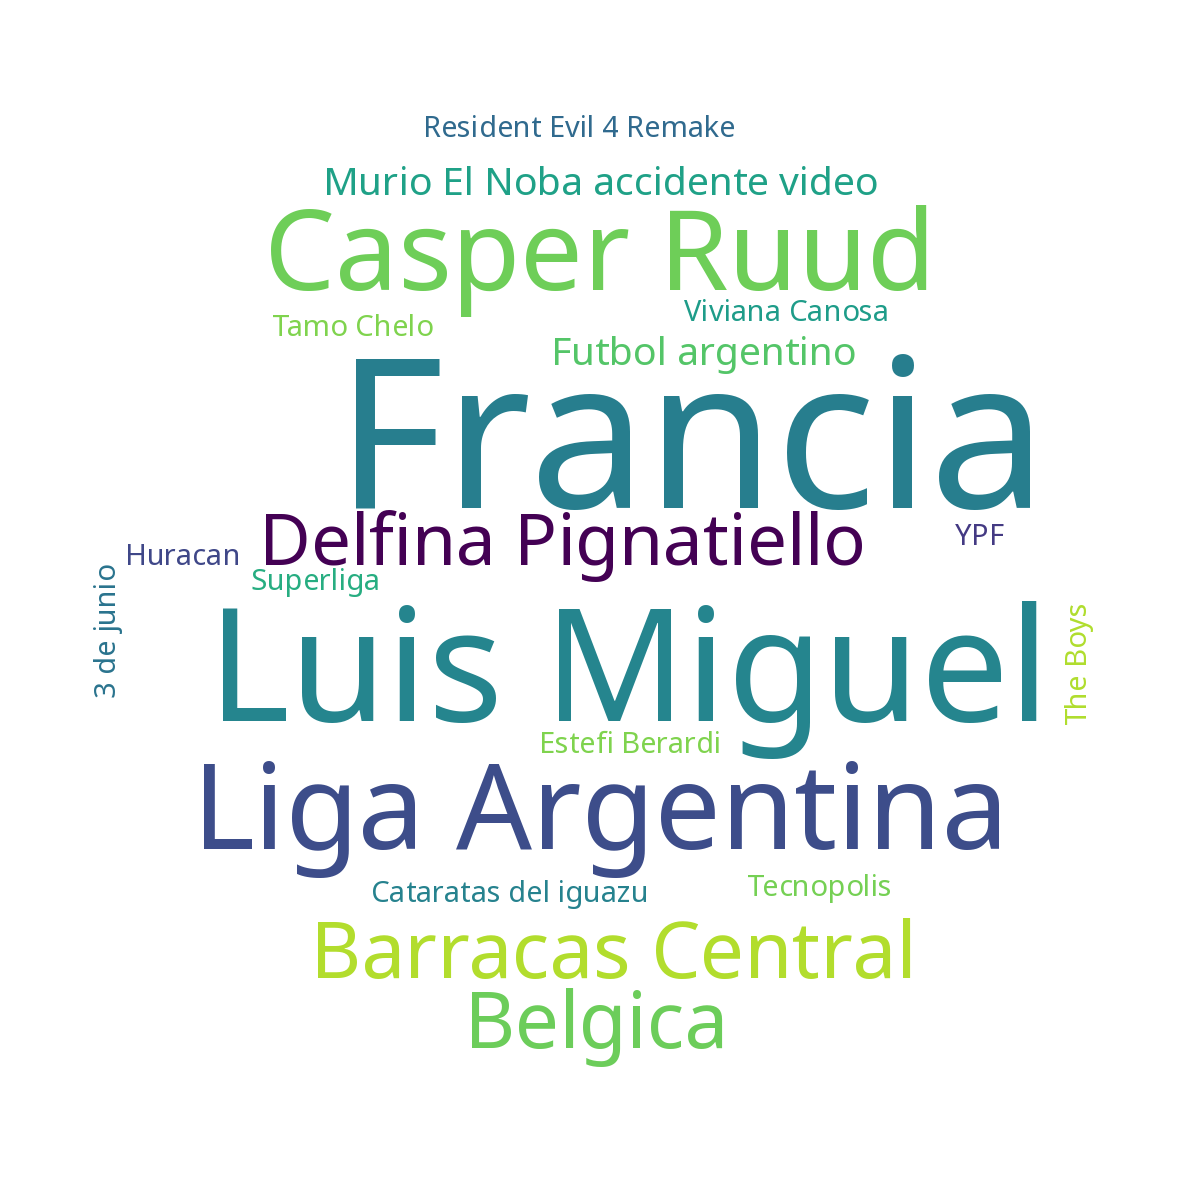 Resident Evil 4 Remake
Murio El Noba accidente video
Casper Ruud
Viviana Canosa
Tamo Chelo
Futbol argentino
Francia
Delfina Pignatiello
YPF
Huracan
Superliga
3 de junio
Luis Miguel
The Boys
Estefi Berardi
Liga Argentina
Cataratas del iguazu
Tecnopolis
Barracas Central
Belgica